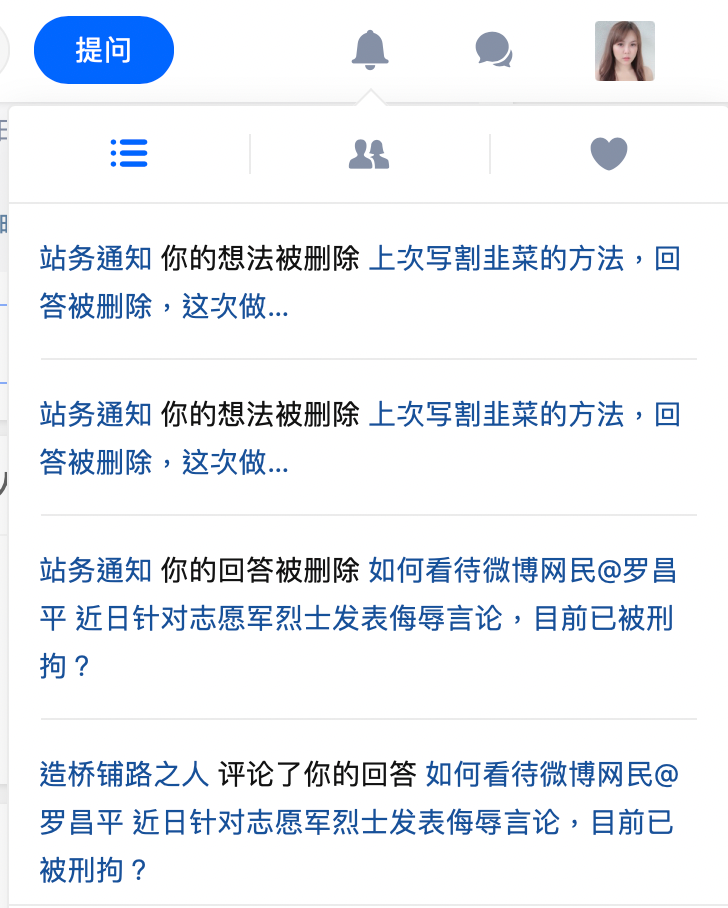 提问
站务通知 你的想法被删除 上次写割韭菜的方法，回
答被删除，这次做...
站务通知 你的想法被删除 上次写割韭菜的方法，回
答被删除，这次做...
站务通知 你的回答被删除 如何看待微博网民@罗昌
平 近日针对志愿军烈士发表侮辱言论，目前已被刑
拘？
造桥铺路之人 评论了你的回答 如何看待微博网民@
罗昌平 近日针对志愿军烈士发表侮辱言论，目前已
被刑拘？